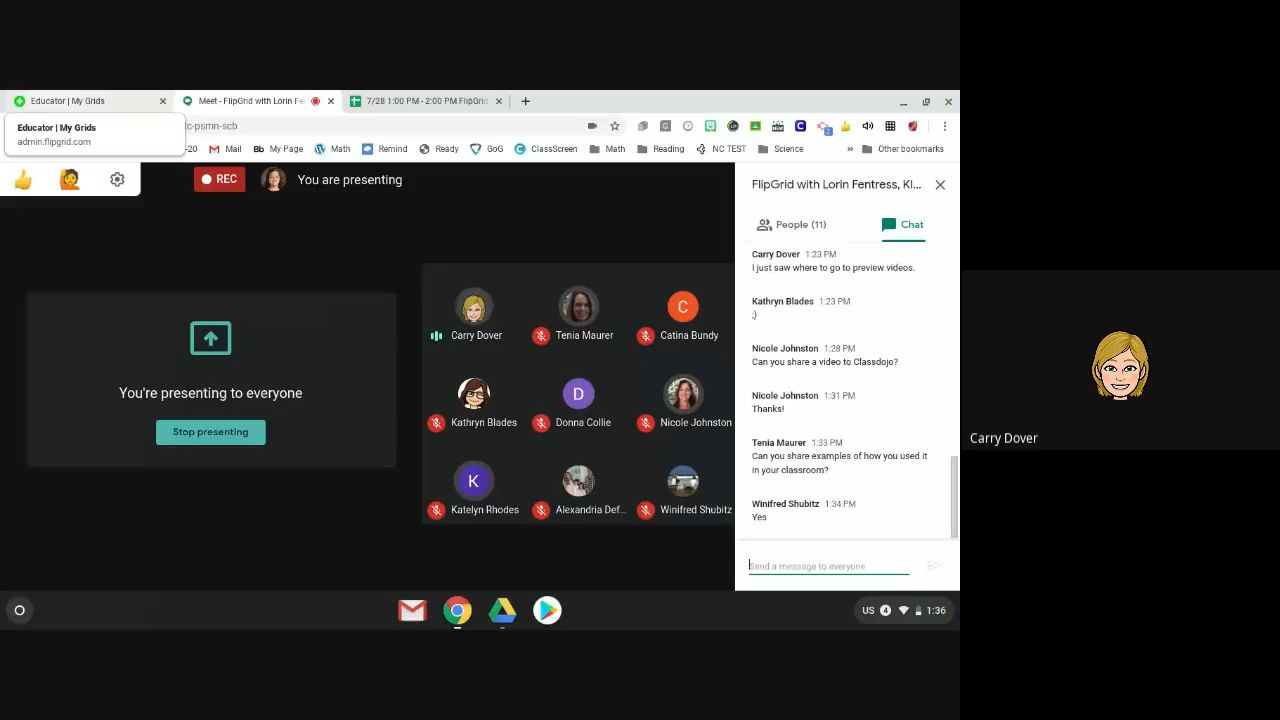 Educator | My Grids
Meet - FlipGrid with Lorin Fe
7/28 1:00 PM - 2:00 PM FlipGrid
Educator | My Grids
admin.flipgrid.com
c-psmn-scb
-20
Mail
Bb My Page
Math
Remind
Ready
GoG
ClassScreen
Math
Reading
NC TEST
Science
»
Other bookmarks
REC
You are presenting
FlipGrid with Lorin Fentress, Kl...
People (11)
Chat
You're presenting to everyone
Stop presenting
Carry Dover
Tenia Maurer
C
Catina Bundy
Kathryn Blades
D
Donna Collie
Nicole Johnston
K
Katelyn Rhodes
Alexandria Def...
Winifred Shubitz
Carry Dover 1:23 PM
I just saw where to go to preview videos.
Kathryn Blades 1:23 PM
;)
Nicole Johnston 1:28 PM
Can you share a video to Classdojo?
Nicole Johnston 1:31 PM
Thanks!
Tenia Maurer 1:33 PM
Can you share examples of how you used it
in your classroom?
Winifred Shubitz 1:34 PM
Yes
Send a message to everyone
US 4 1:36
Carry Dover